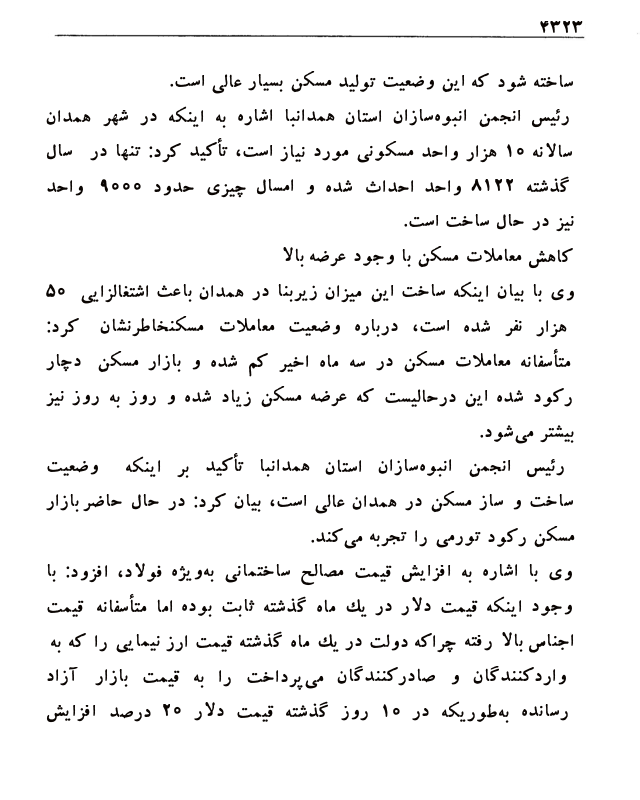 ۴۳۲۳
ساخته شود که این وضعیت تولید مسکن بسیار عالی است.
رئیس انجمن انبوه‌سازان استان همدانبا اشاره به اینکه در شهر همدان
سالانه ۱۰ هزار واحد مسکونی مورد نیاز است، تأکید کرد: تنها در سال
گذشته ۸۱۲۲ واحد احداث شده و امسال چیزی حدود ۹۰۰۰ واحد
نیز در حال ساخت است.
کاهش معاملات مسکن با وجود عرضه بالا
وی با بیان اینکه ساخت این میزان زیربنا در همدان باعث اشتغالزایی ۵۰
هزار نفر شده است، درباره وضعیت معاملات مسکنخاطرنشان کرد:
متأسفانه معاملات مسکن در سه ماه اخیر کم شده و بازار مسکن دچار
رکود شده این درحالیست که عرضه مسکن زیاد شده و روز به روز نیز
بیشتر می‌شود.
رئیس انجمن انبوه‌سازان استان همدانبا تأکید بر اینکه وضعیت
ساخت و ساز مسکن در همدان عالی است، بیان کرد: در حال حاضر بازار
مسکن رکود تورمی را تجربه می‌کند.
وی با اشاره به افزایش قیمت مصالح ساختمانی به‌ویژه فولاد، افزود: با
وجود اینکه قیمت دلار در یك ماه گذشته ثابت بوده اما متأسفانه قیمت
اجناس بالا رفته چراکه دولت در یك ماه گذشته قیمت ارز نیمایی را که به
واردکنندگان و صادرکنندگان می‌پرداخت را به قیمت بازار آزاد
رسانده به‌طوریکه در ۱۰ روز گذشته قیمت دلار ۲۰ درصد افزایش